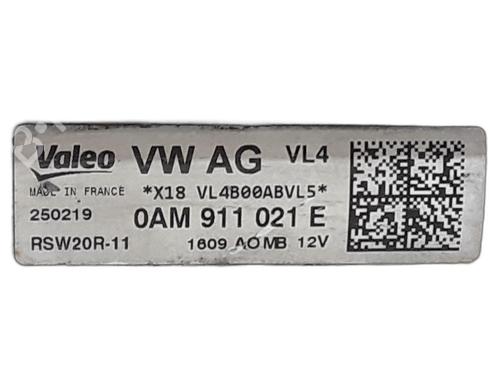 Valeo VW AG VL4
MADE IN FRANCE *X18 VL4B00ABVL5*
250219 0AM 911 021 E
RSW20R-11 1609 AOMB 12V